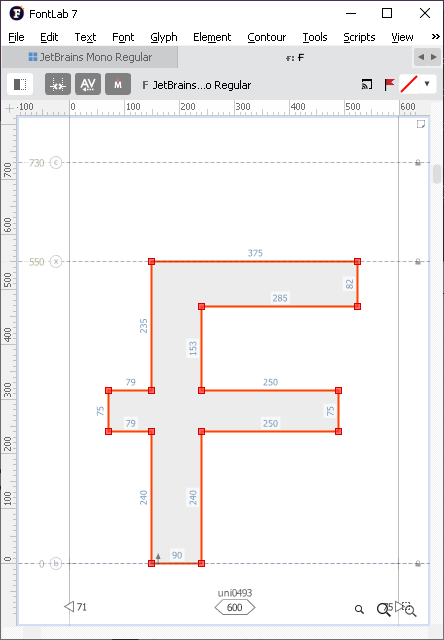 FontLab 7
File Edit Text Font Glyph Element Contour Tools Scripts View »
JetBrains Mono Regular ғ: ғ
M F JetBrains...o Regular
-100 0 100 200 300 400 500 600
730 c
700
600
375
550 x
500
82
285
235
153
400
300
79 250
75 75
79 250
200
240 240
100
90
0 0 b
uni0493
71 600 75